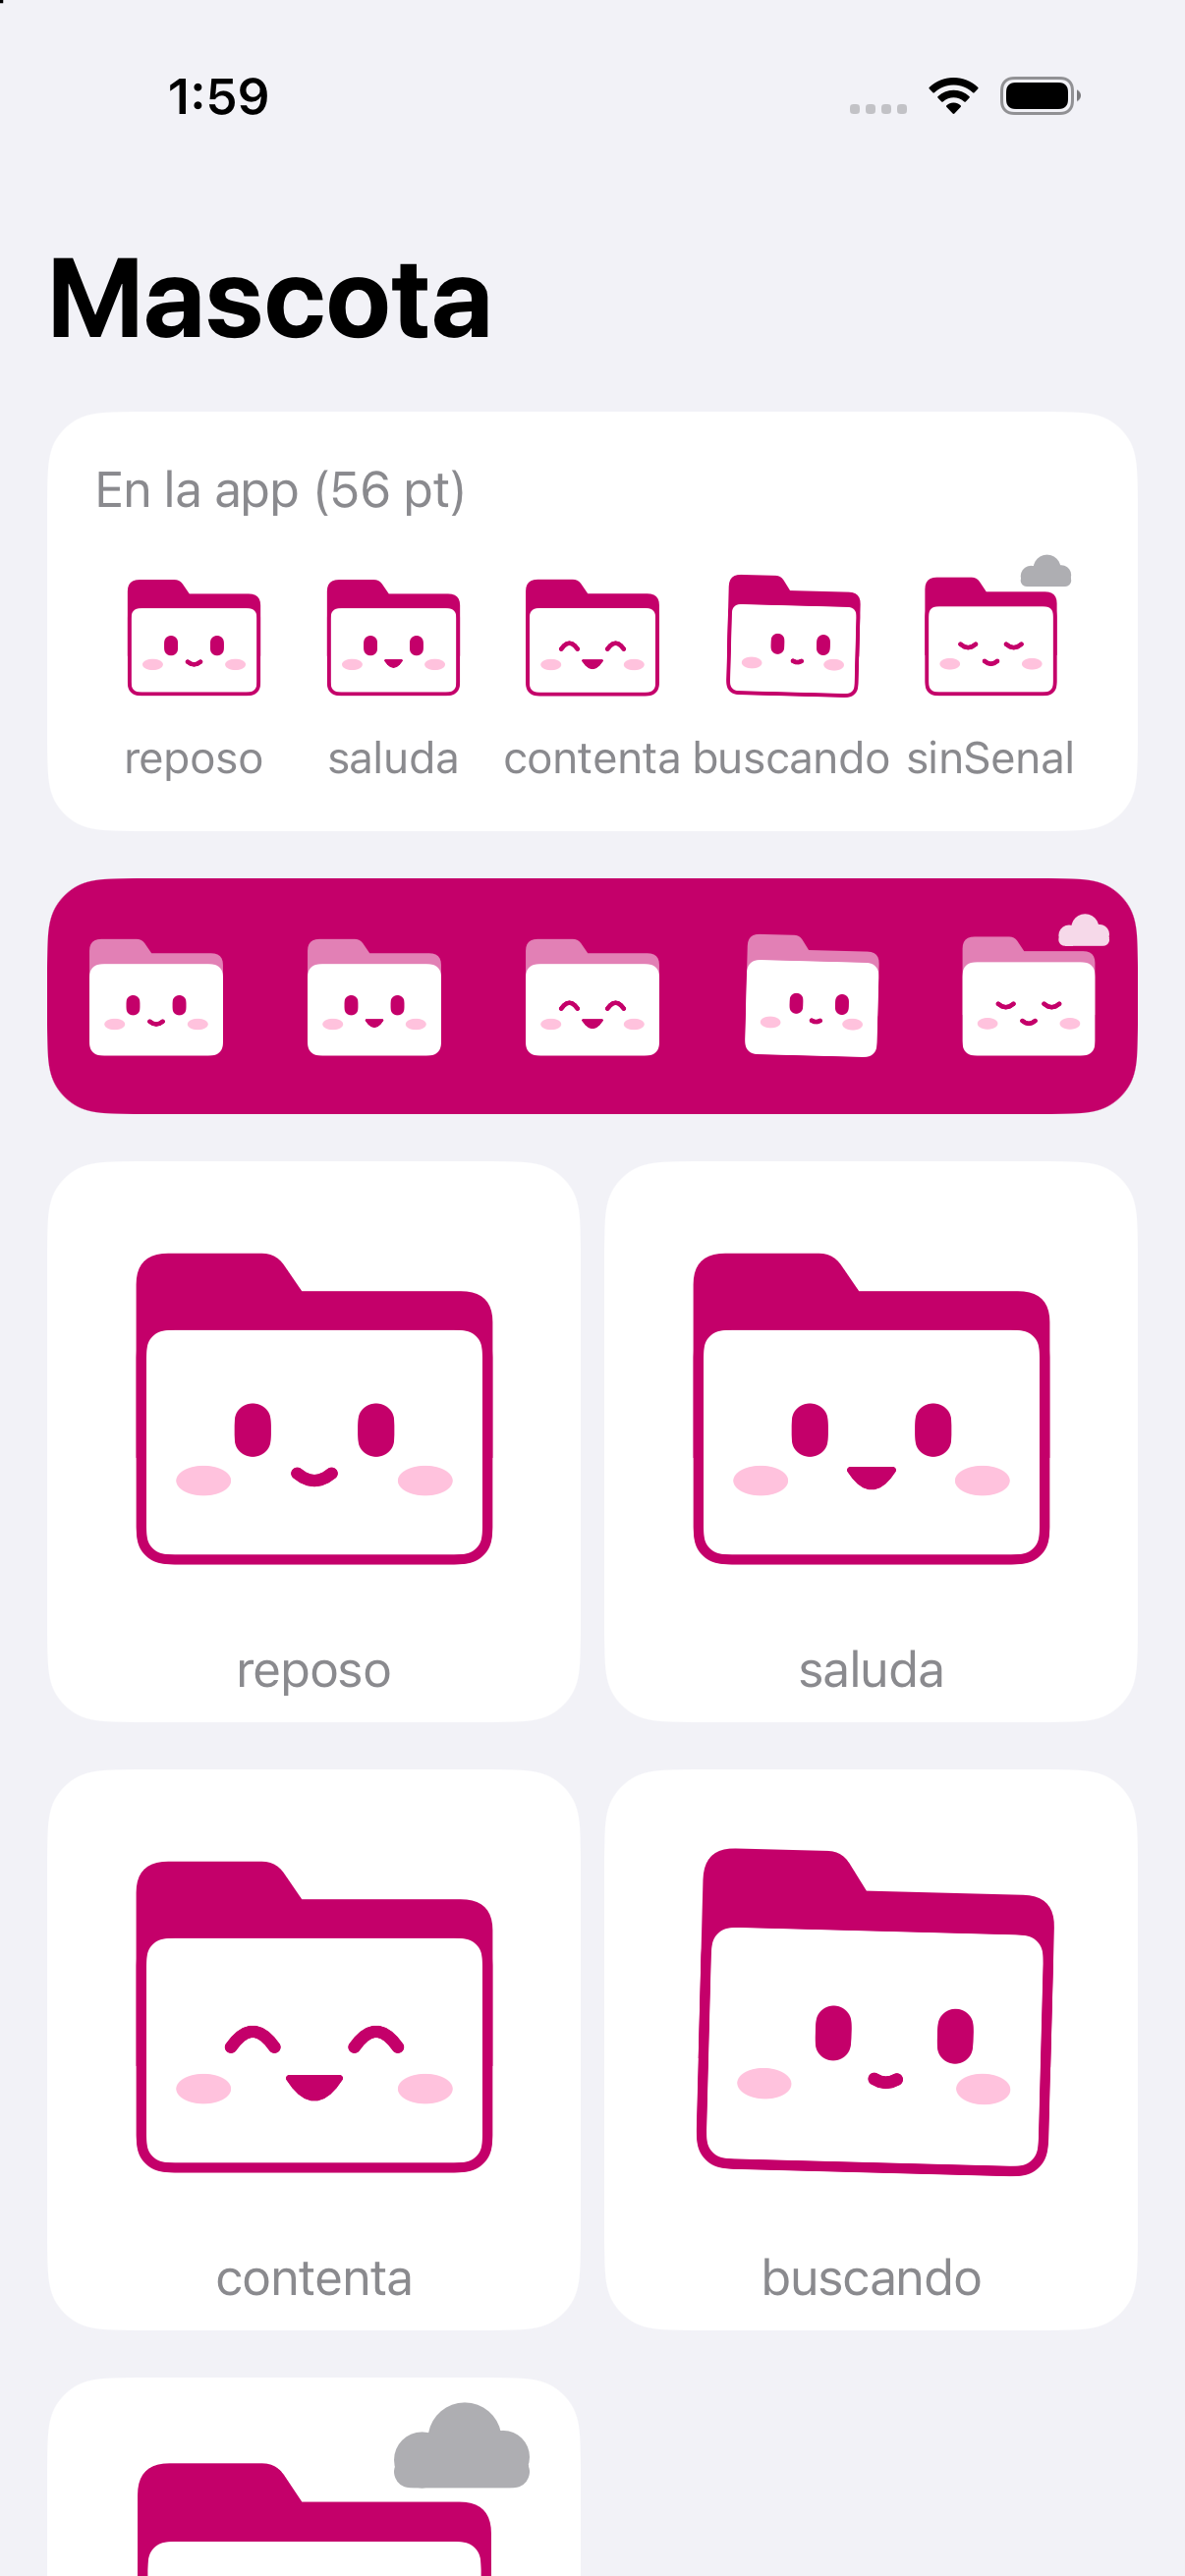 1:59
Mascota
En la app (56 pt)
reposo saluda contenta buscando sinSenal
reposo saluda
contenta buscando